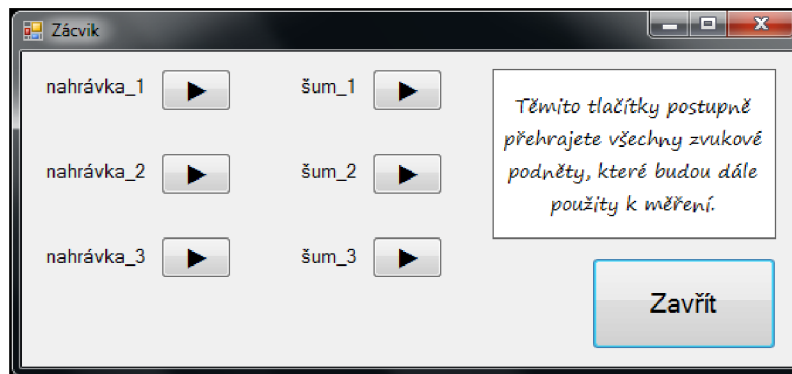 Zácvik
nahrávka_1
šum_1
nahrávka_2
šum_2
nahrávka_3
šum_3
Těmito tlačítky postupně
přehrajete všechny zvukové
podněty, které budou dále
použity k měření.
Zavřít